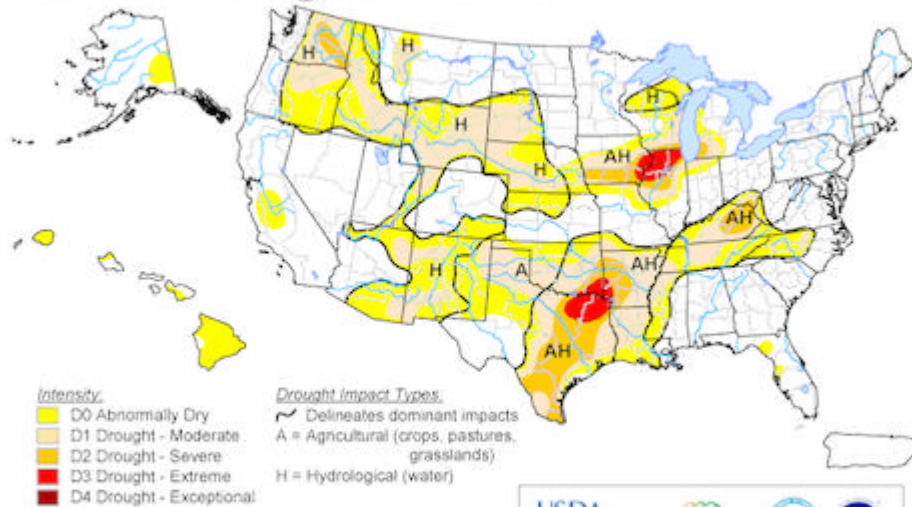 H
H
H
H
AH
H
AH
H
A
AH
AH
Intensity:
D0 Abnormally Dry
D1 Drought - Moderate
D2 Drought - Severe
D3 Drought - Extreme
D4 Drought - Exceptional
Drought Impact Types:
Delineates dominant impacts
A = Agricultural (crops, pastures,
grasslands)
H = Hydrological (water)
USDA